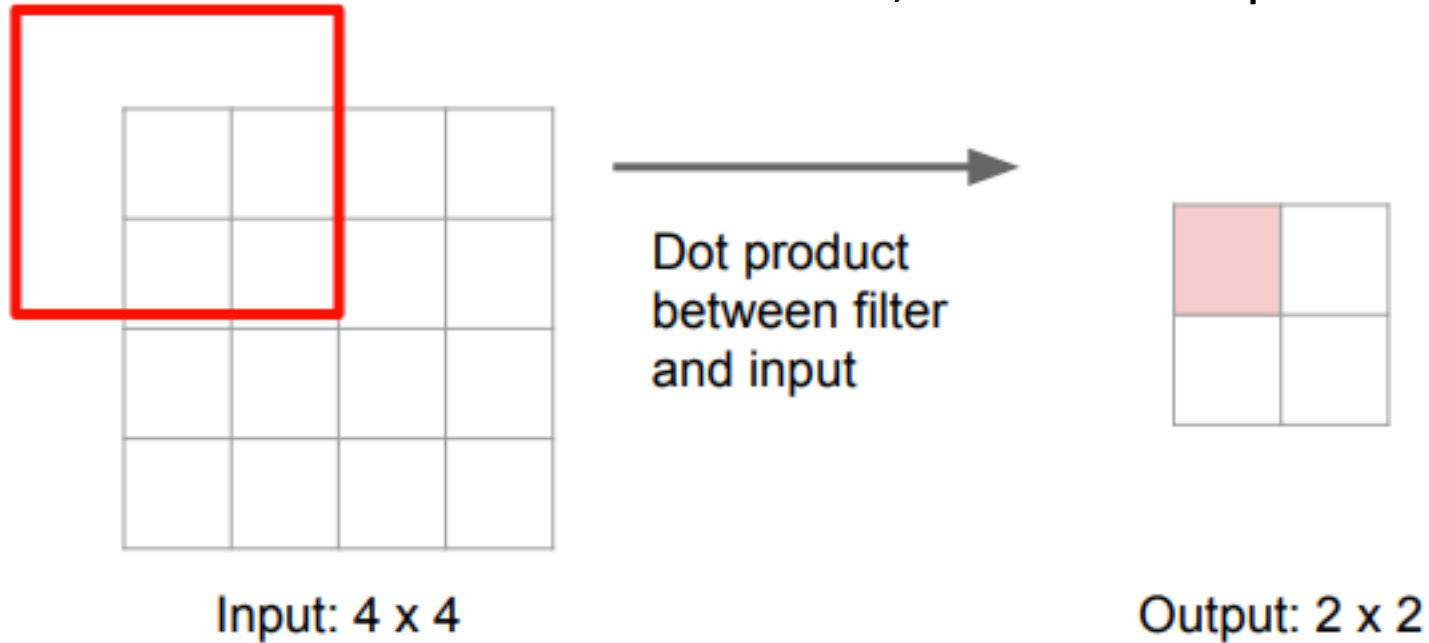 Dot product
between filter
and input
Input: 4 x 4
Output: 2 x 2